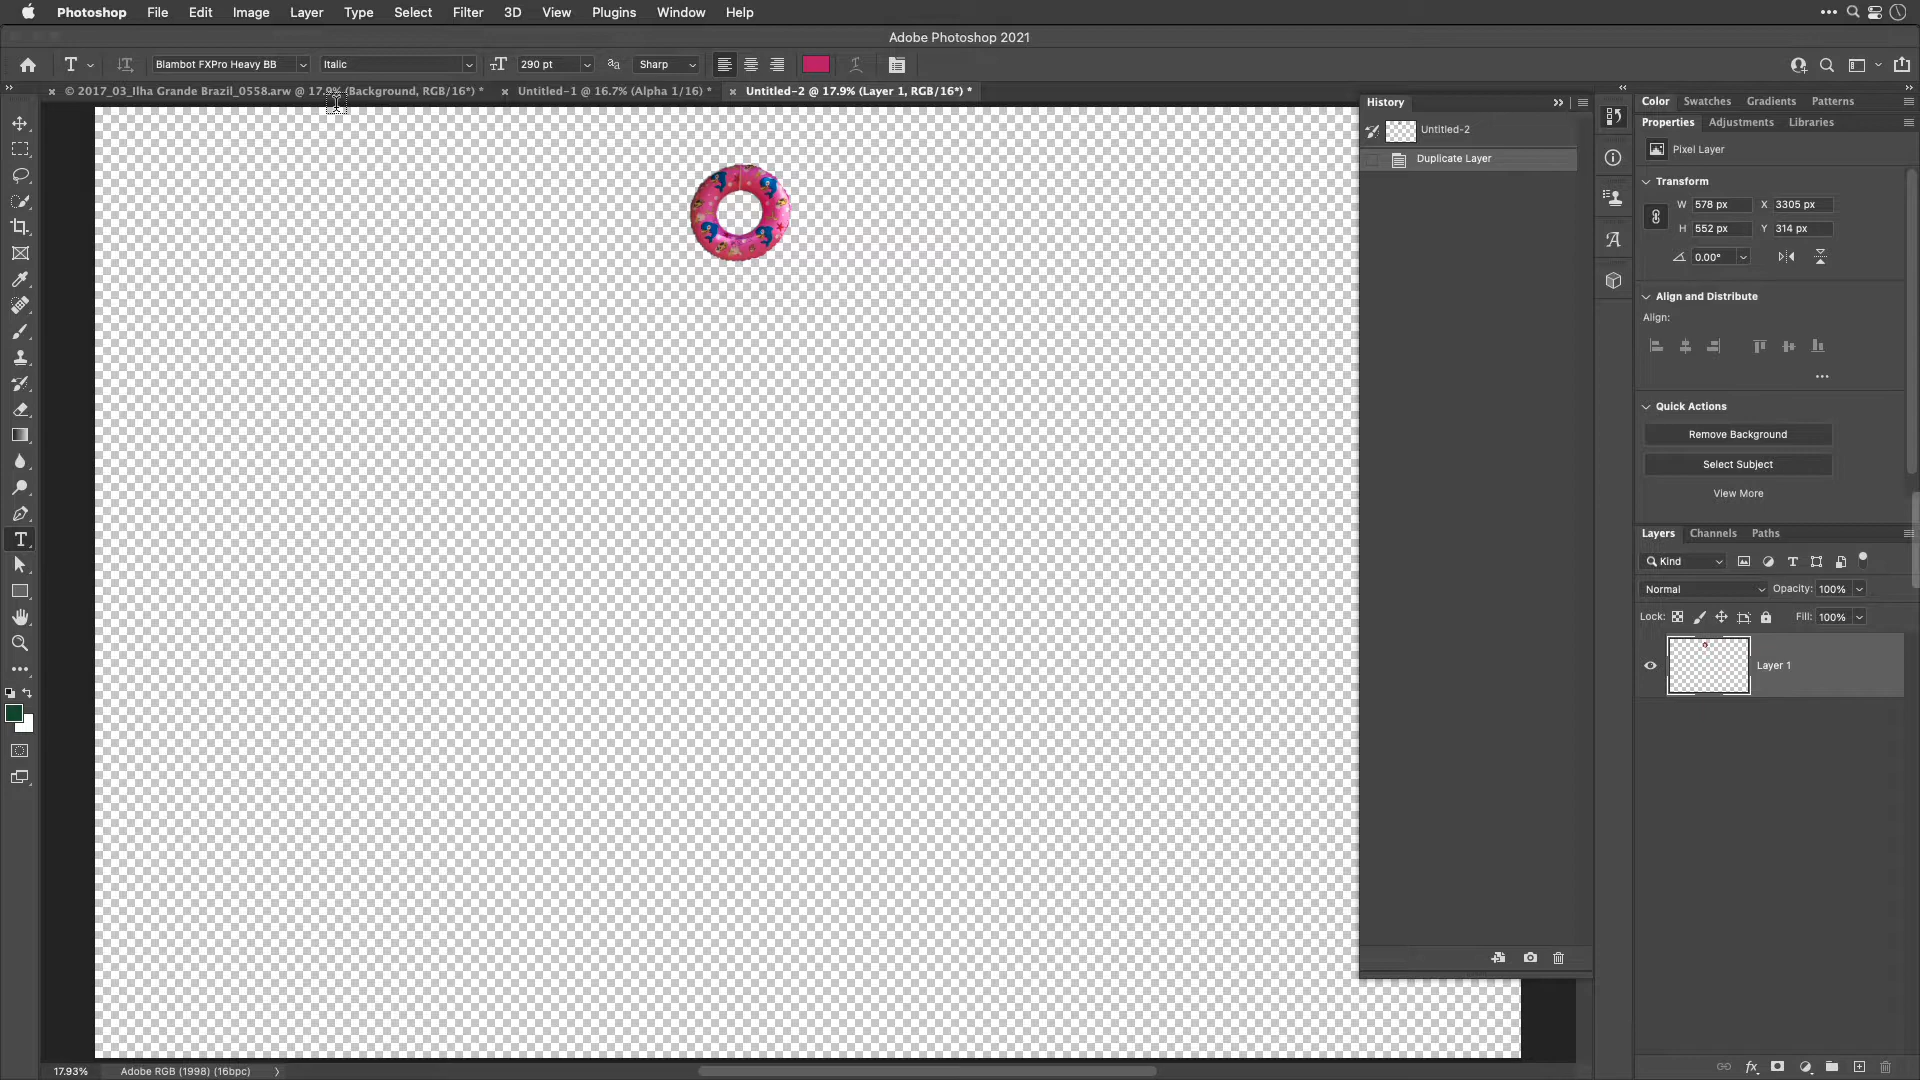 Photoshop File Edit Image Layer Type Select Filter 3D View Plugins Window Help
Adobe Photoshop 2021
Blambot FXPro Heavy BB Italic 290 pt Sharp
© 2017_03_Ilha Grande Brazil_0558.arw @ 17.9% (Background, RGB/16*) * Untitled-1 @ 16.7% (Alpha 1/16) * Untitled-2 @ 17.9% (Layer 1, RGB/16*) *
History
Untitled-2
Duplicate Layer
Color Swatches Gradients Patterns
Properties Adjustments Libraries
Pixel Layer
Transform
W 578 px X 3305 px
H 552 px Y 314 px
0.00°
Align and Distribute
Align:
Quick Actions
Remove Background
Select Subject
View More
Layers Channels Paths
Kind
Normal Opacity: 100%
Lock: Fill: 100%
Layer 1
17.93% Adobe RGB (1998) (16bpc)